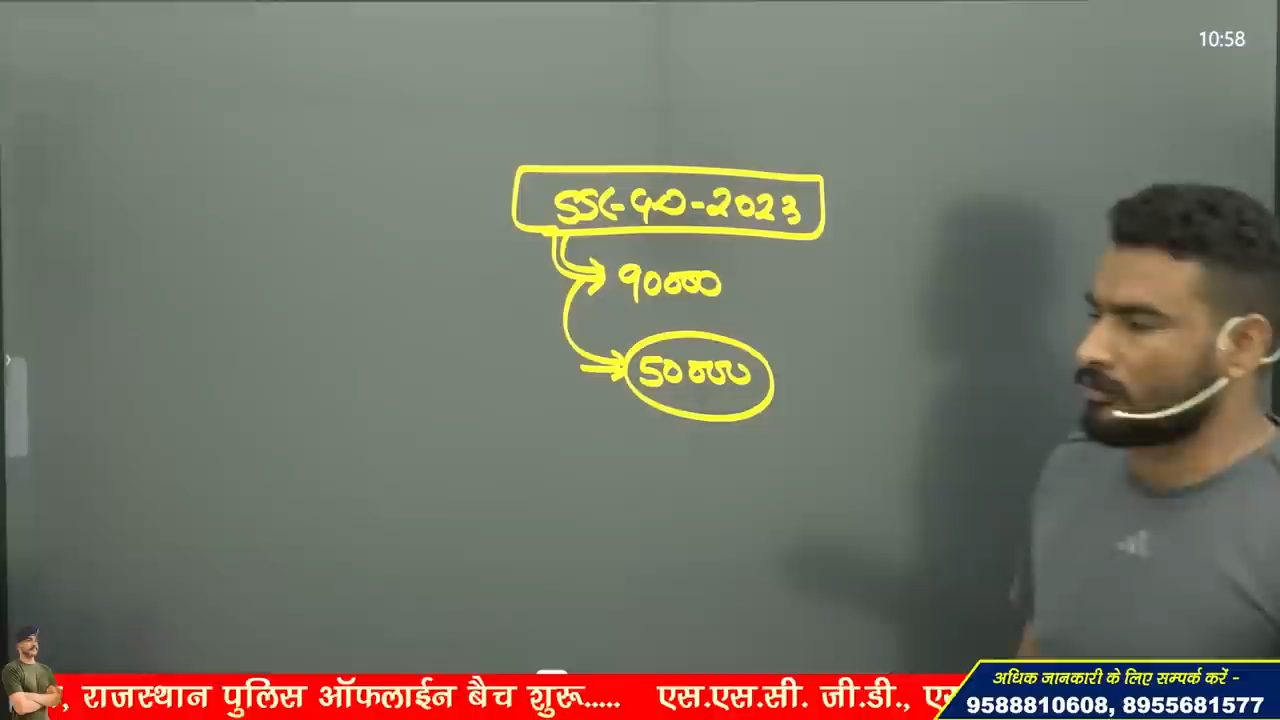 10:58
SSC-GD-2023
90000
50000
, राजस्थान पुलिस ऑफलाईन बैच शुरू..... एस.एस.सी. जी.डी.,
अधिक जानकारी के लिए सम्पर्क करें -
9588810608, 8955681577